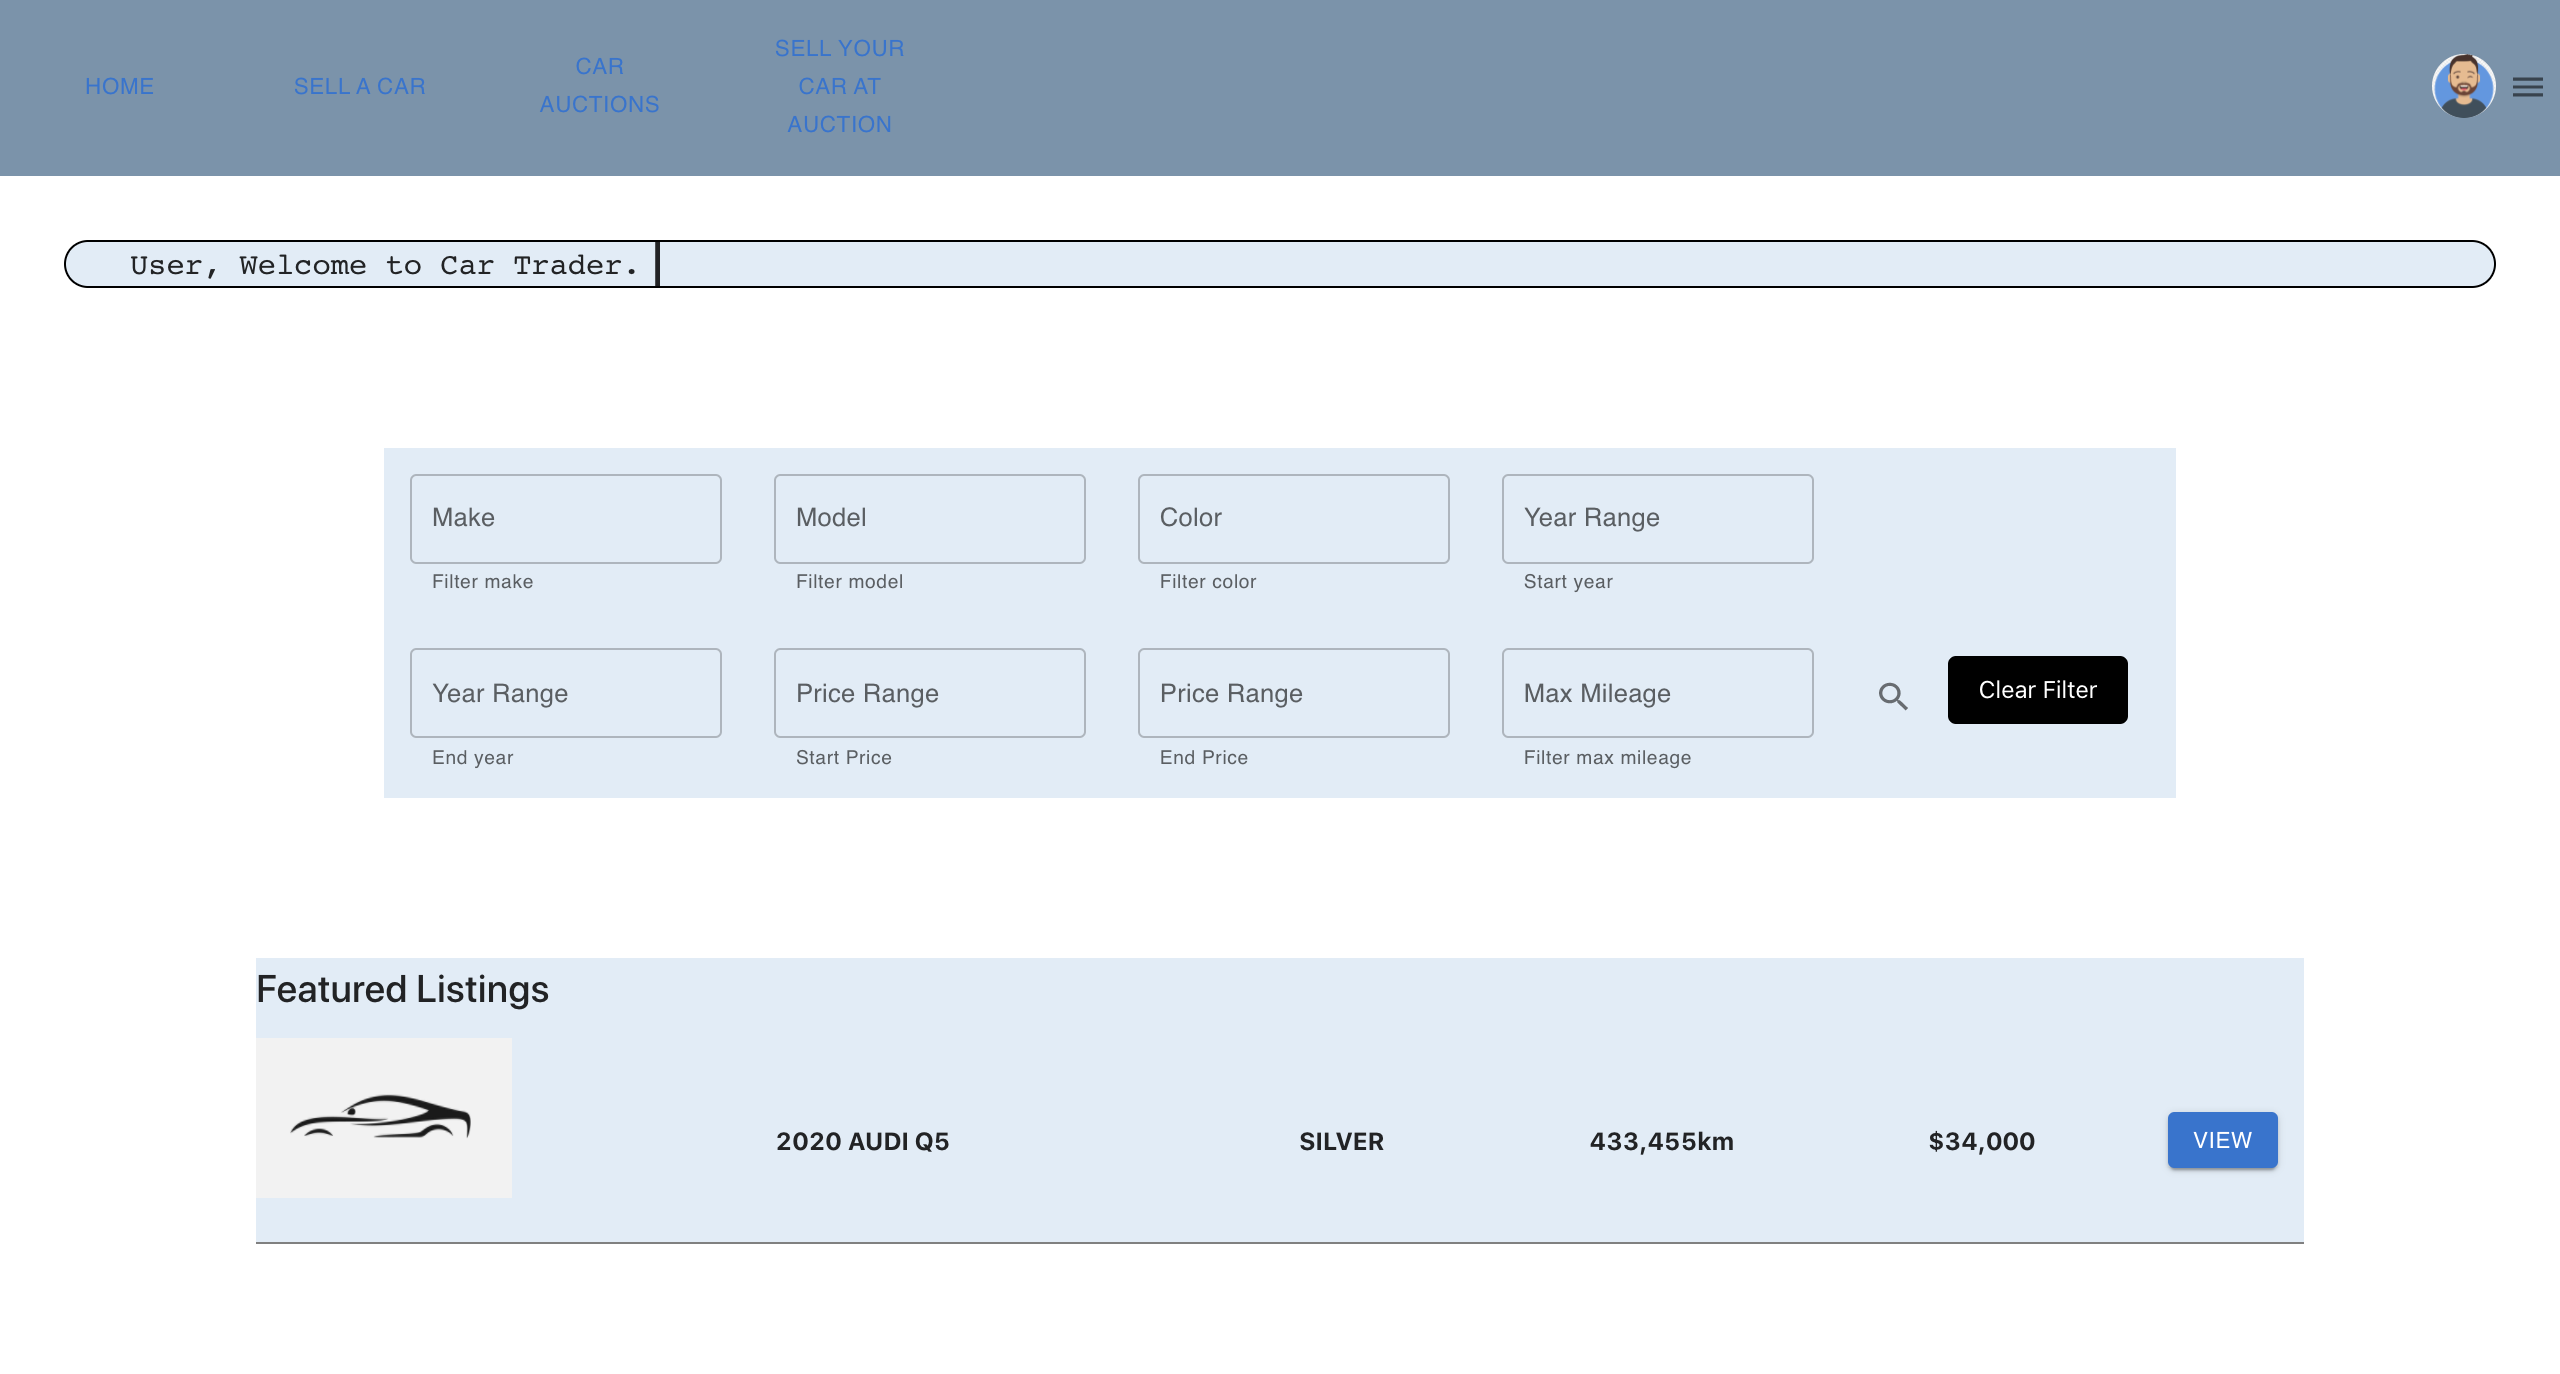 HOME
SELL A CAR
CAR
AUCTIONS
SELL YOUR
CAR AT
AUCTION
User, Welcome to Car Trader.
Make
Model
Color
Year Range
Filter make
Filter model
Filter color
Start year
Year Range
Price Range
Price Range
Max Mileage
Clear Filter
End year
Start Price
End Price
Filter max mileage
Featured Listings
2020 AUDI Q5
SILVER
433,455km
$34,000
VIEW